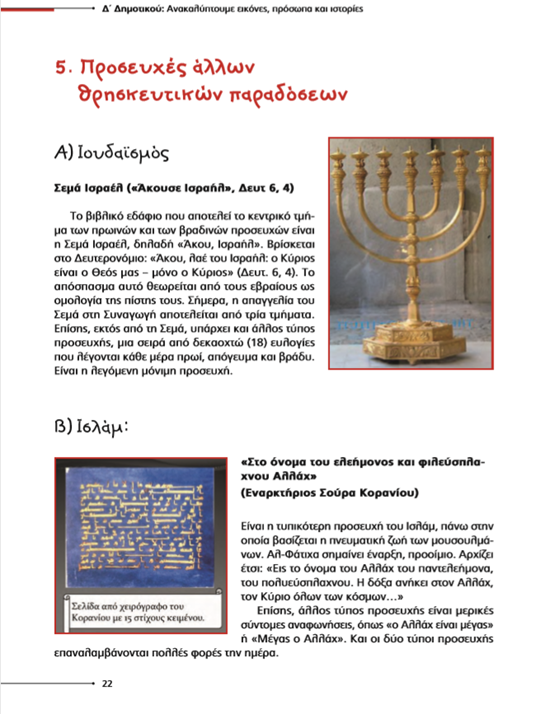 Δ΄ Δημοτικού: Ανακαλύπτουμε εικόνες, πρόσωπα και ιστορίες
5. Προσευχές άλλων
θρησκευτικών παραδόσεων
Α) Ιουδαϊσμός
Σεμά Ισραέλ («Άκουσε Ισραήλ», Δευτ 6, 4)
Το βιβλικό εδάφιο που αποτελεί το κεντρικό τμή-
μα των πρωινών και των βραδινών προσευχών είναι
η Σεμά Ισραέλ, δηλαδή «Άκου, Ισραήλ». Βρίσκεται
στο Δευτερονόμιο: «Άκου, λαέ του Ισραήλ: ο Κύριος
είναι ο Θεός μας – μόνο ο Κύριος» (Δευτ. 6, 4). Το
απόσπασμα αυτό θεωρείται από τους εβραίους ως
ομολογία της πίστης τους. Σήμερα, η απαγγελία του
Σεμά στη Συναγωγή αποτελείται από τρία τμήματα.
Επίσης, εκτός από τη Σεμά, υπάρχει και άλλος τύπος
προσευχής, μια σειρά από δεκαοχτώ (18) ευλογίες
που λέγονται κάθε μέρα πρωί, απόγευμα και βράδυ.
Είναι η λεγόμενη μόνιμη προσευχή.
Β) Ισλάμ:
«Στο όνομα του ελεήμονος και φιλεύσπλα-
χνου Αλλάχ»
(Εναρκτήριος Σούρα Κορανίου)
Είναι η τυπικότερη προσευχή του Ισλάμ, πάνω στην
οποία βασίζεται η πνευματική ζωή των μουσουλμά-
νων. Αλ-Φάτιχα σημαίνει έναρξη, προοίμιο. Αρχίζει
έτσι: «Εις το όνομα του Αλλάχ του παντελεήμονα,
του πολυεύσπλαχνου. Η δόξα ανήκει στον Αλλάχ,
τον Κύριο όλων των κόσμων…»
Επίσης, άλλος τύπος προσευχής είναι μερικές
σύντομες αναφωνήσεις, όπως «ο Αλλάχ είναι μέγας»
ή «Μέγας ο Αλλάχ». Και οι δύο τύποι προσευχής
επαναλαμβάνονται πολλές φορές την ημέρα.
Σελίδα από χειρόγραφο του
Κορανίου με 15 στίχους κειμένου.
22